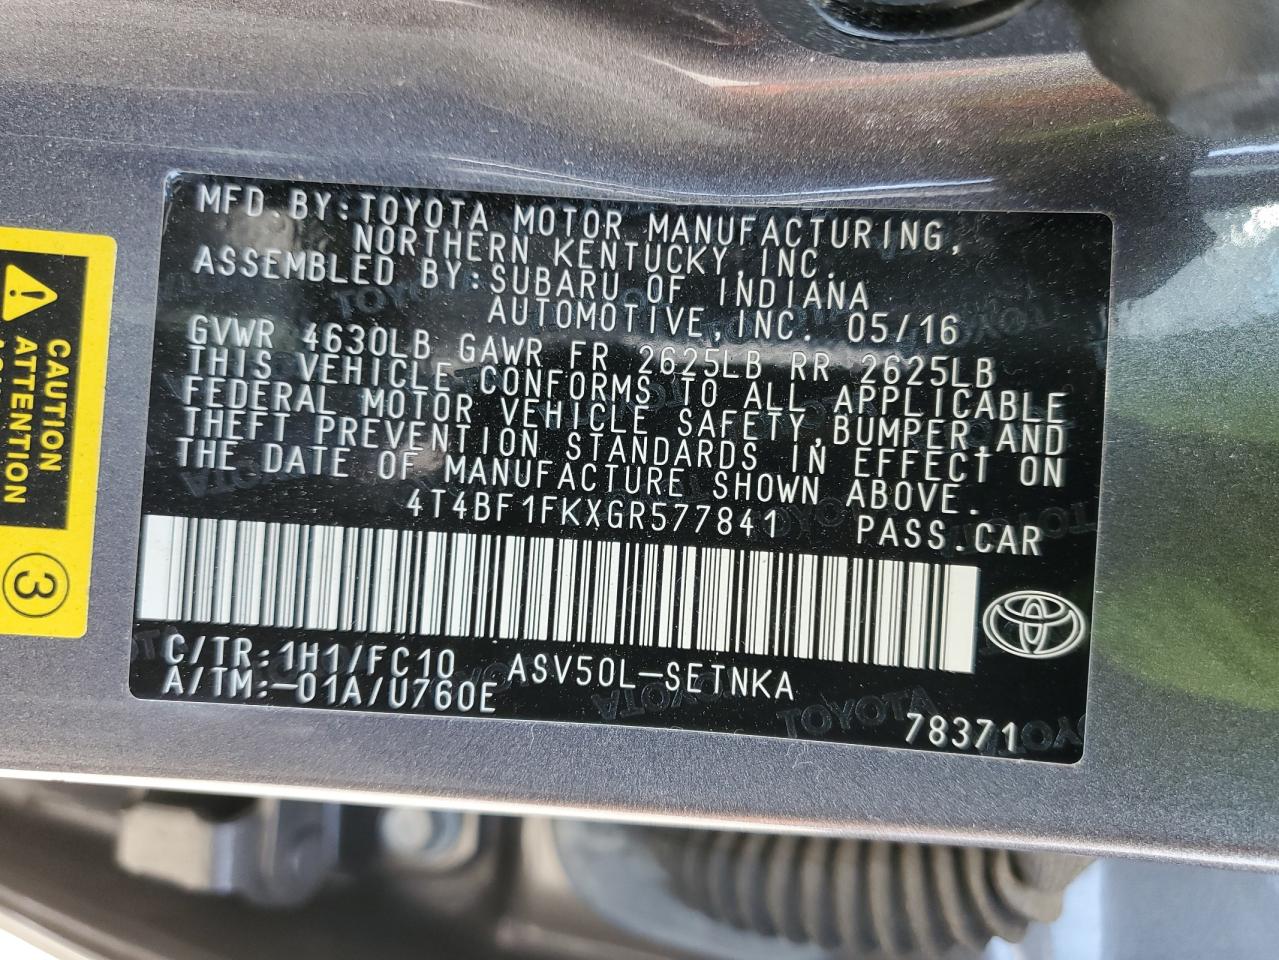 MFD.BY:TOYOTA MOTOR MANUFACTURING,
NORTHERN KENTUCKY,INC.
ASSEMBLED BY:SUBARU OF INDIANA
AUTOMOTIVE,INC. 05/16
GVWR 4630LB GAWR FR 2625LB RR 2625LB
THIS VEHICLE CONFORMS TO ALL APPLICABLE
FEDERAL MOTOR VEHICLE SAFETY,BUMPER,AND
THEFT PREVENTION STANDARDS IN EFFECT ON
THE DATE OF MANUFACTURE SHOWN ABOVE.
4T4BF1FKXGR577841 PASS.CAR
C/TR:1H1/FC10 ASV50L-SETNKA
A/TM:-01A/U760E
78371
CAUTION
ATTENTION
3